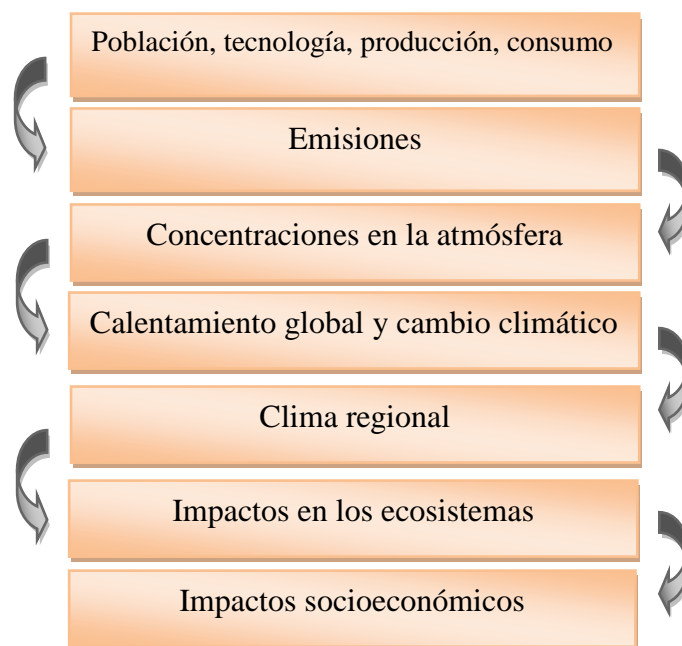 Población, tecnología, producción, consumo
Emisiones
Concentraciones en la atmósfera
Calentamiento global y cambio climático
Clima regional
Impactos en los ecosistemas
Impactos socioeconómicos